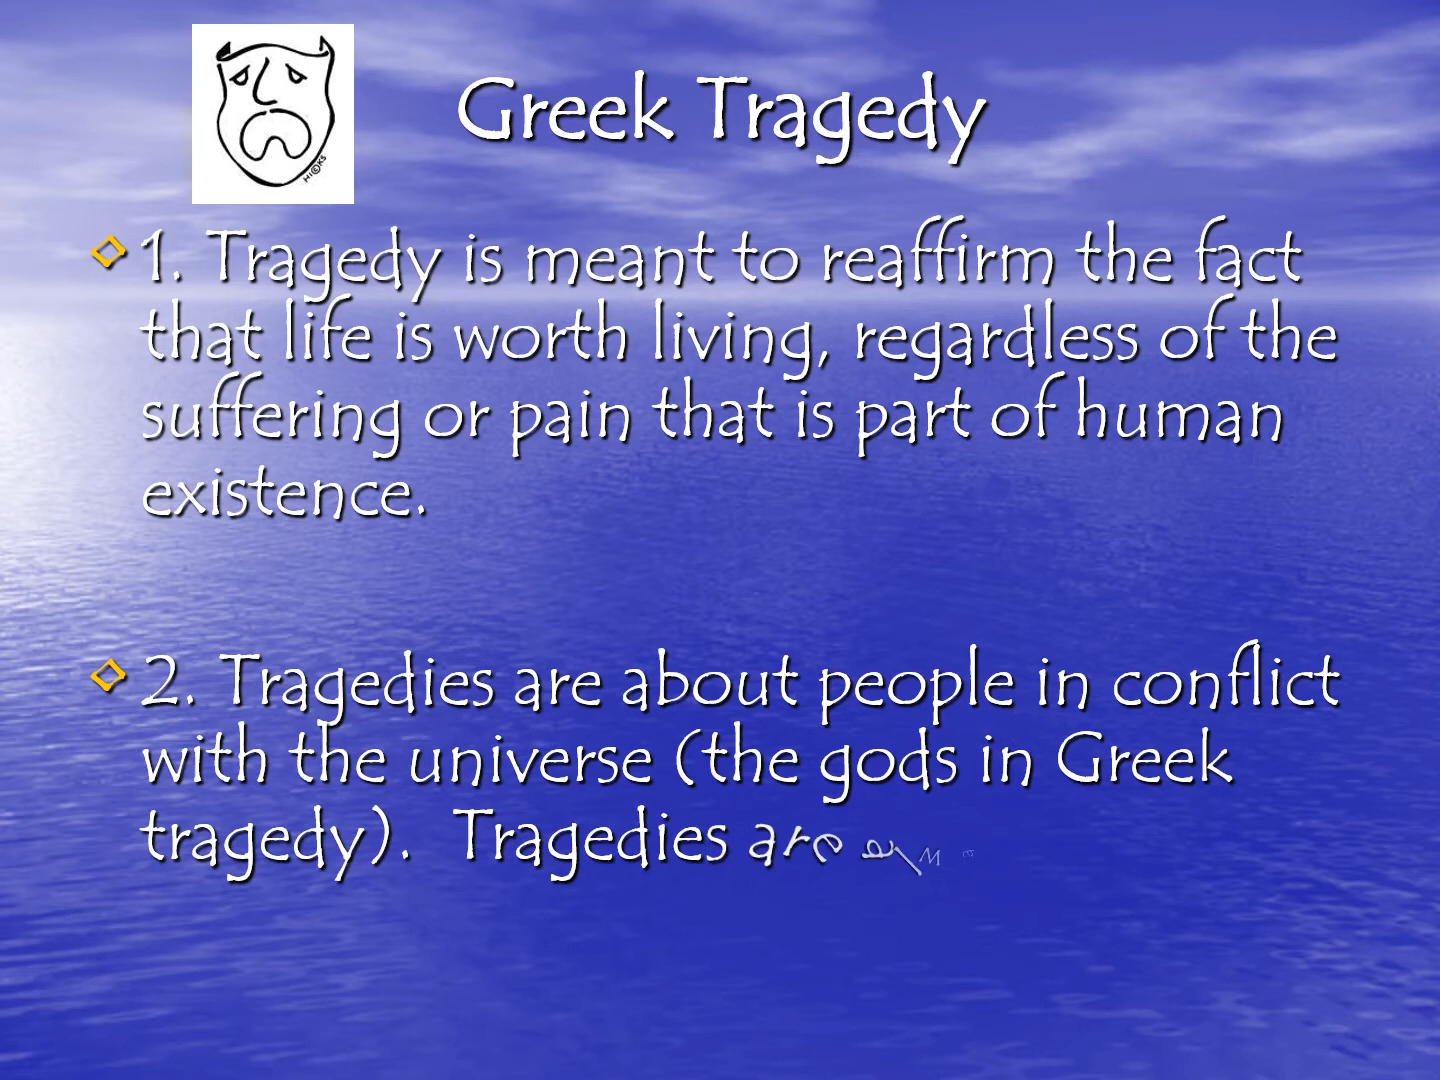 Greek Tragedy
HI©KS
1. Tragedy is meant to reaffirm the fact
that life is worth living, regardless of the
suffering or pain that is part of human
existence.
2. Tragedies are about people in conflict
with the universe (the gods in Greek
tragedy). Tragedies are